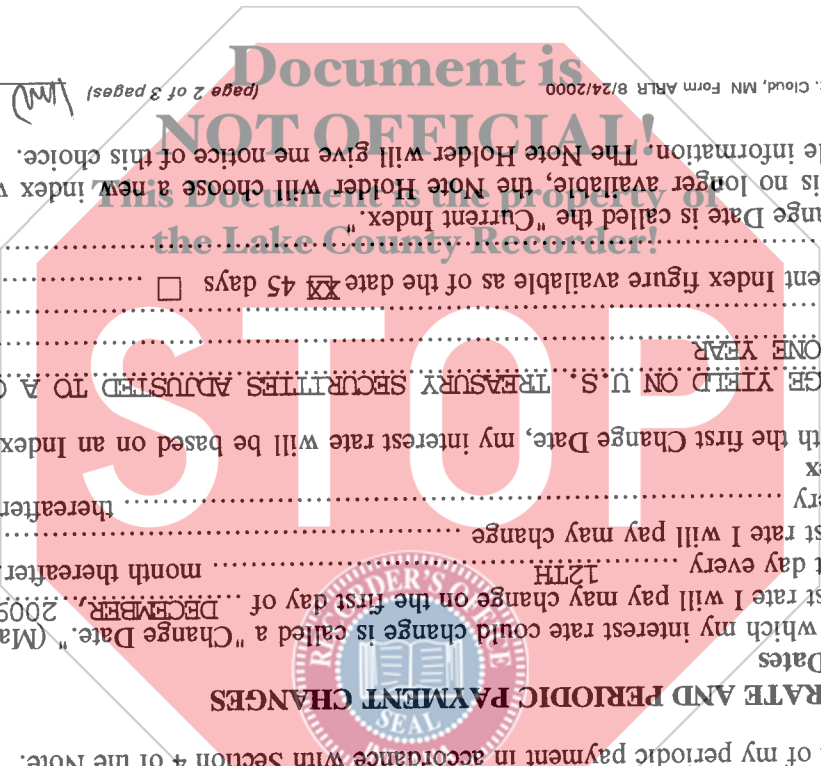 of my periodic payment in accordance with Section 4 of the Note.
RATE AND PERIODIC PAYMENT CHANGES
Dates
which my interest rate could change is called a "Change Date." (Ma
st rate I will pay may change on the first day of DECEMBER, 2009
t day every 12TH month thereafter.
st rate I will pay may change
ery thereafter
ex
th the first Change Date, my interest rate will be based on an Index
GE YIELD ON U.S. TREASURY SECURITIES ADJUSTED TO A C
ONE YEAR
ent Index figure available as of the date ☒ 45 days ☐
ange Date is called the "Current Index."
is no longer available, the Note Holder will choose a new index
le information. The Note Holder will give me notice of this choice.
. Cloud, MN Form ARLR 8/24/2000 (page 2 of 3 pages)
Document is
NOT OFFICIAL!
This Document is the property of
the Lake County Recorder!
STOP
RECORDER'S OFFICE
SEAL